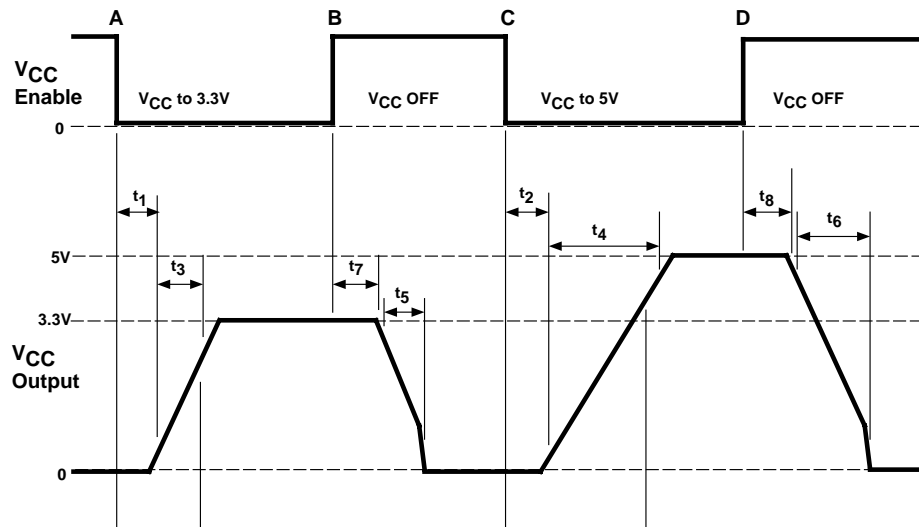 A B C D
VCC Enable
VCC to 3.3V VCC OFF VCC to 5V VCC OFF
0
t1 t2 t8
t4 t6
5V
t3 t7
t5
3.3V
VCC Output
0